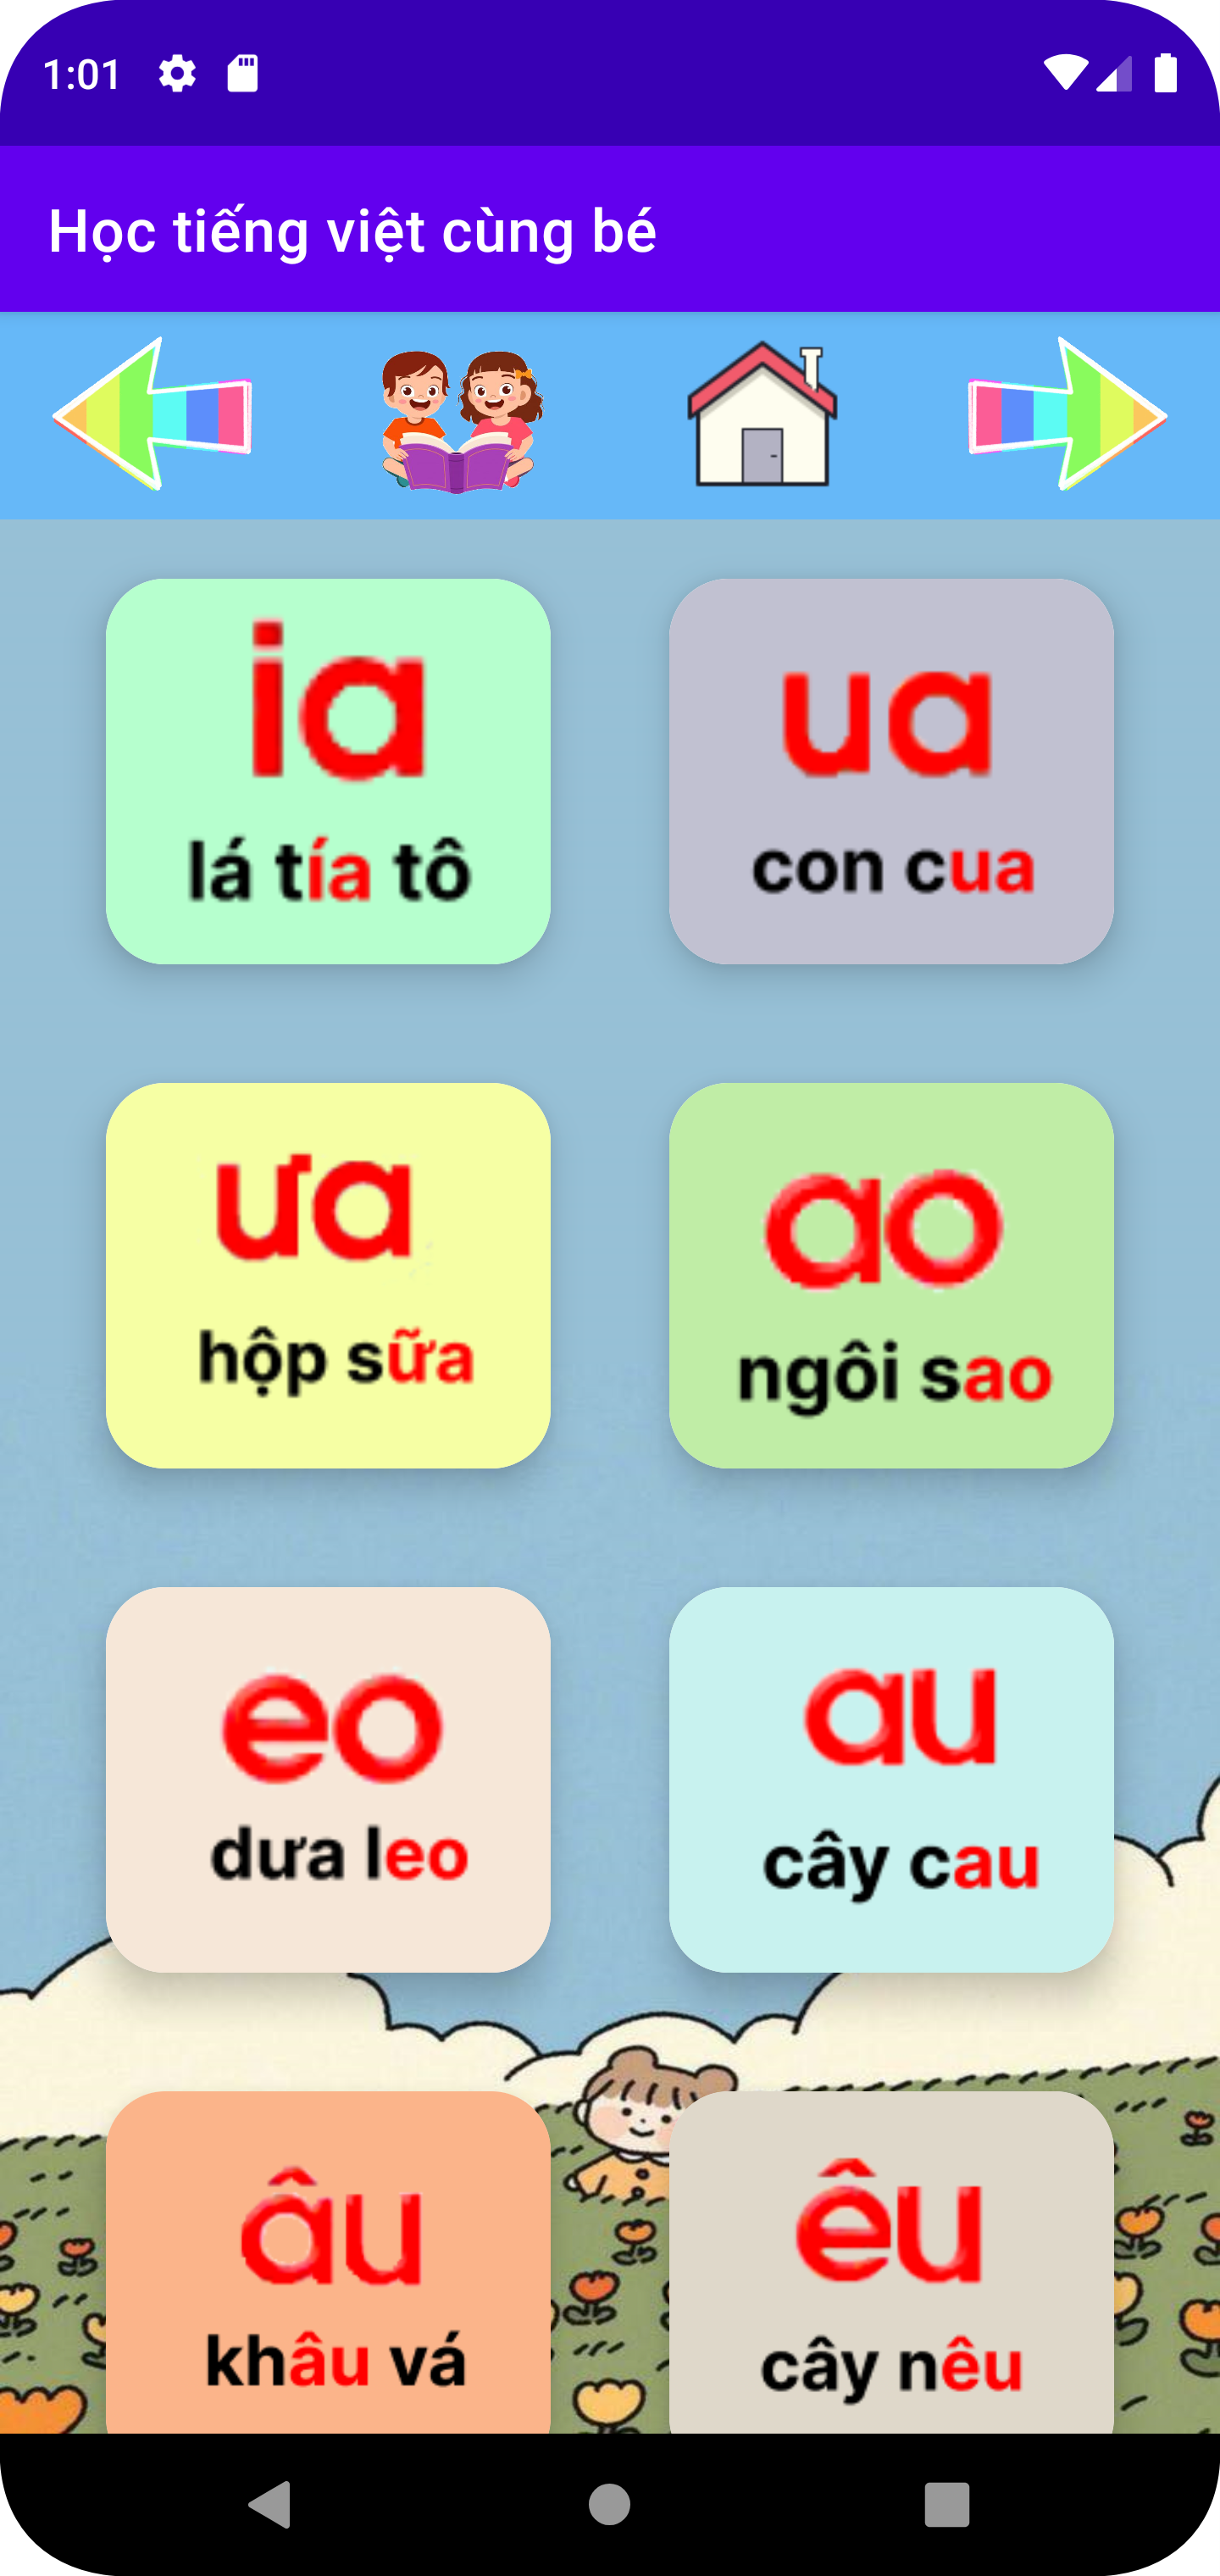 1:01
Học tiếng việt cùng bé
ia
lá tía tô
ua
con cua
ưa
hộp sữa
ao
ngôi sao
eo
dưa leo
au
cây cau
âu
khâu vá
êu
cây nêu